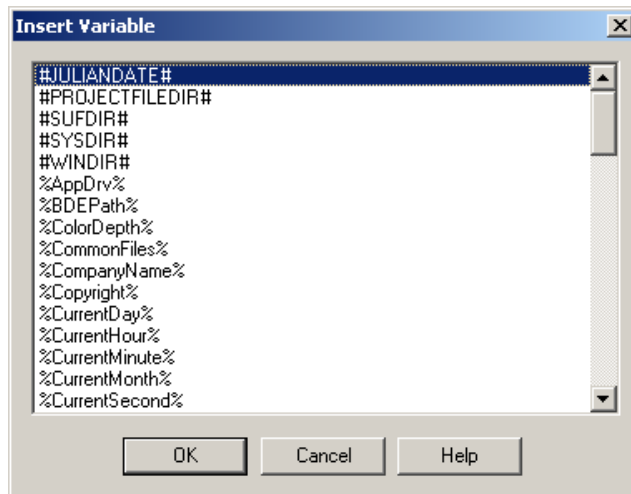 Insert Variable
#JULIANDATE#
#PROJECTFILEDIR#
#SUFDIR#
#SYSDIR#
#WINDIR#
%AppDrv%
%BDEPath%
%ColorDepth%
%CommonFiles%
%CompanyName%
%Copyright%
%CurrentDay%
%CurrentHour%
%CurrentMinute%
%CurrentMonth%
%CurrentSecond%
OK Cancel Help